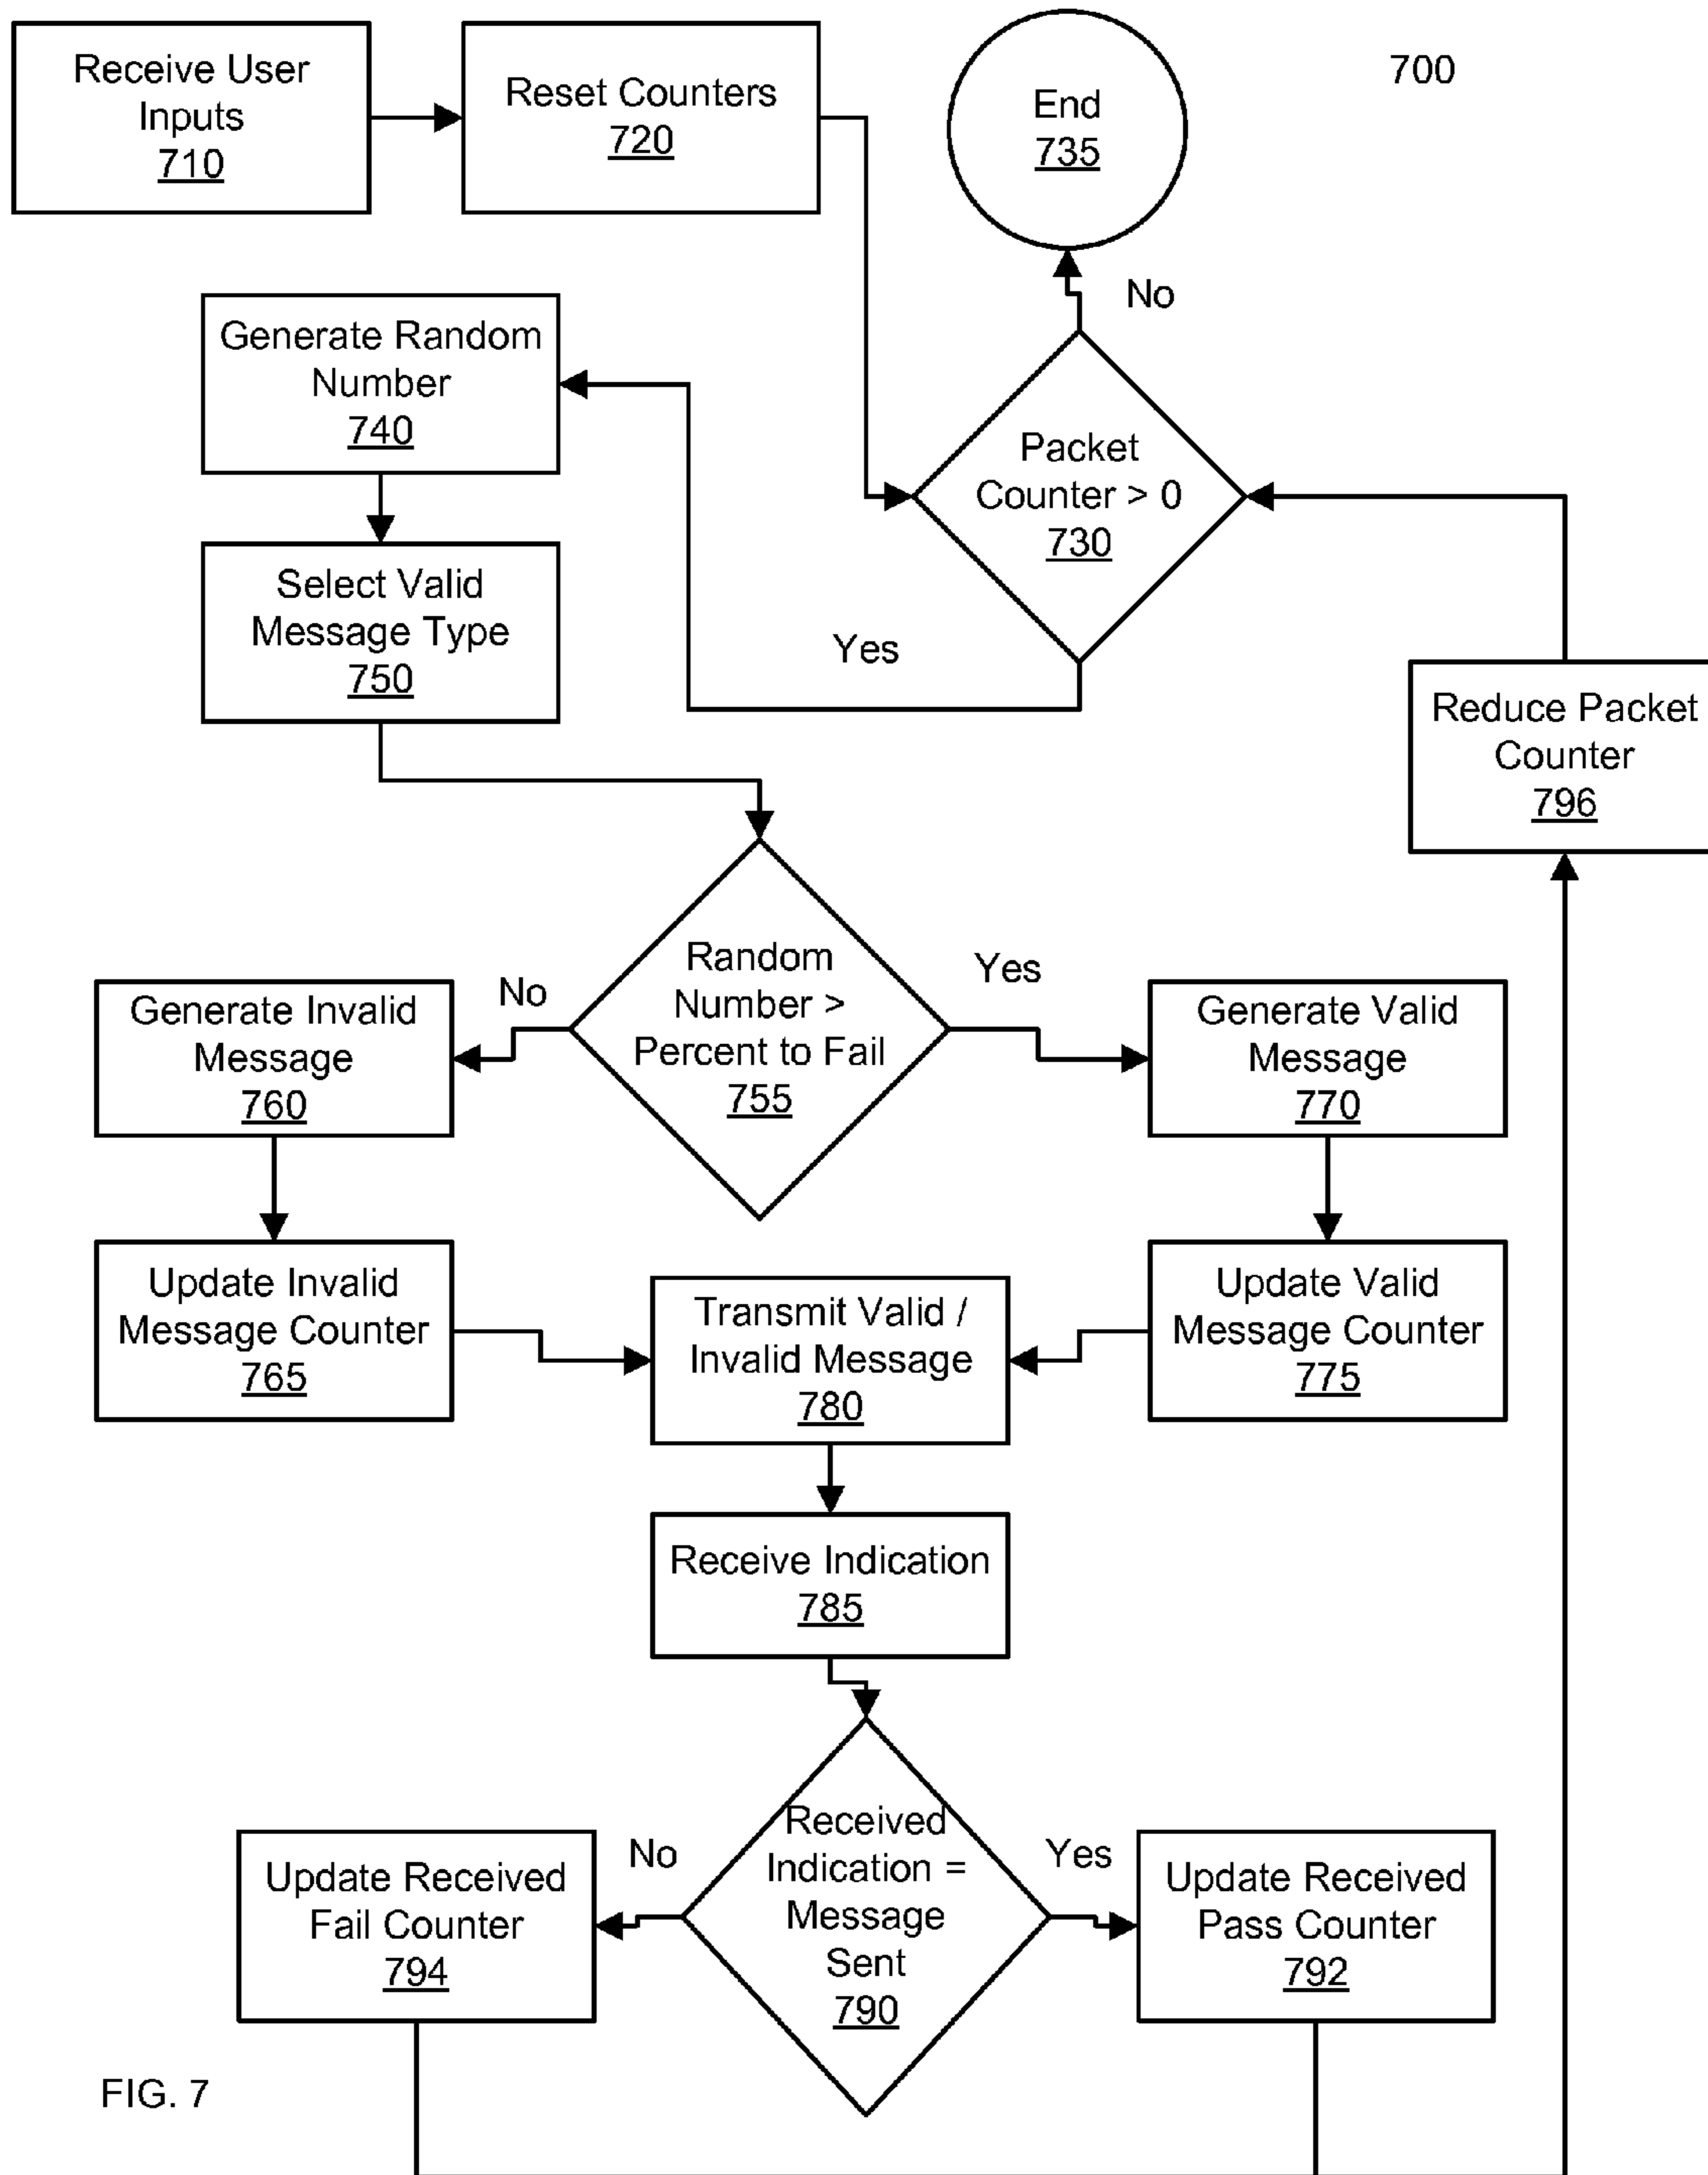 Receive User
Inputs
710
Reset Counters
720
End
735
700
No
Generate Random
Number
740
Packet
Counter > 0
730
Select Valid
Message Type
750
Yes
Reduce Packet
Counter
796
Random
Number >
Percent to Fail
755
No
Yes
Generate Invalid
Message
760
Generate Valid
Message
770
Update Invalid
Message Counter
765
Transmit Valid /
Invalid Message
780
Update Valid
Message Counter
775
Receive Indication
785
Received
Indication =
Message
Sent
790
No
Yes
Update Received
Fail Counter
794
Update Received
Pass Counter
792
FIG. 7